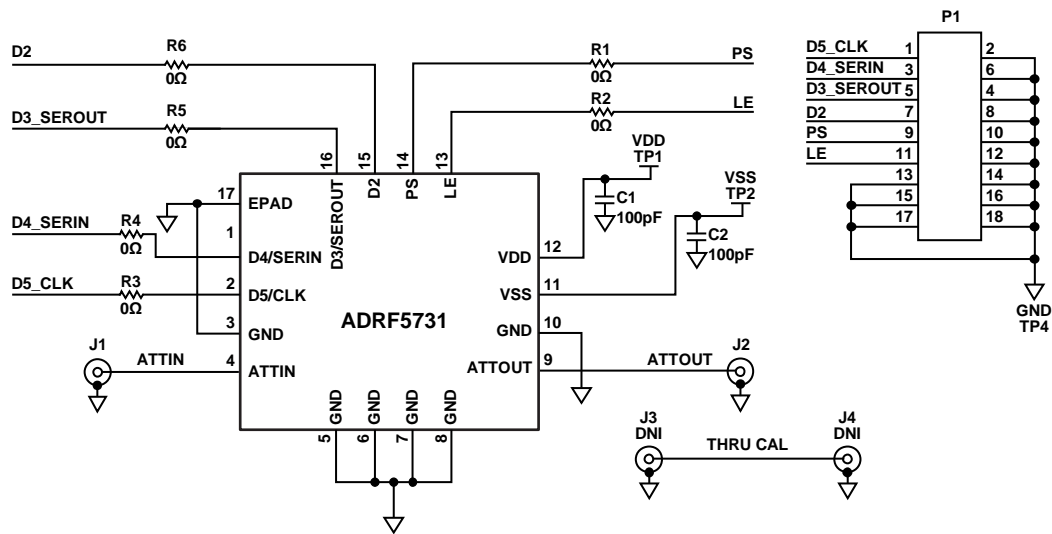 D2
R6
0Ω
D3_SEROUT
R5
0Ω
R1
0Ω
PS
R2
0Ω
LE
16
15
14
13
D3/SEROUT
D2
PS
LE
VDD
TP1
C1
100pF
VSS
TP2
C2
100pF
17
EPAD
D4_SERIN
R4
0Ω
1
D4/SERIN
D5_CLK
R3
0Ω
2
D5/CLK
3
GND
J1
ATTIN
4
ATTIN
ADRF5731
VDD
12
VSS
11
GND
10
ATTOUT
9
ATTOUT
J2
GND
GND
GND
GND
5
6
7
8
J3
DNI
THRU CAL
J4
DNI
P1
D5_CLK
1
2
D4_SERIN
3
6
D3_SEROUT
5
4
D2
7
8
PS
9
10
LE
11
12
13
14
15
16
17
18
GND
TP4